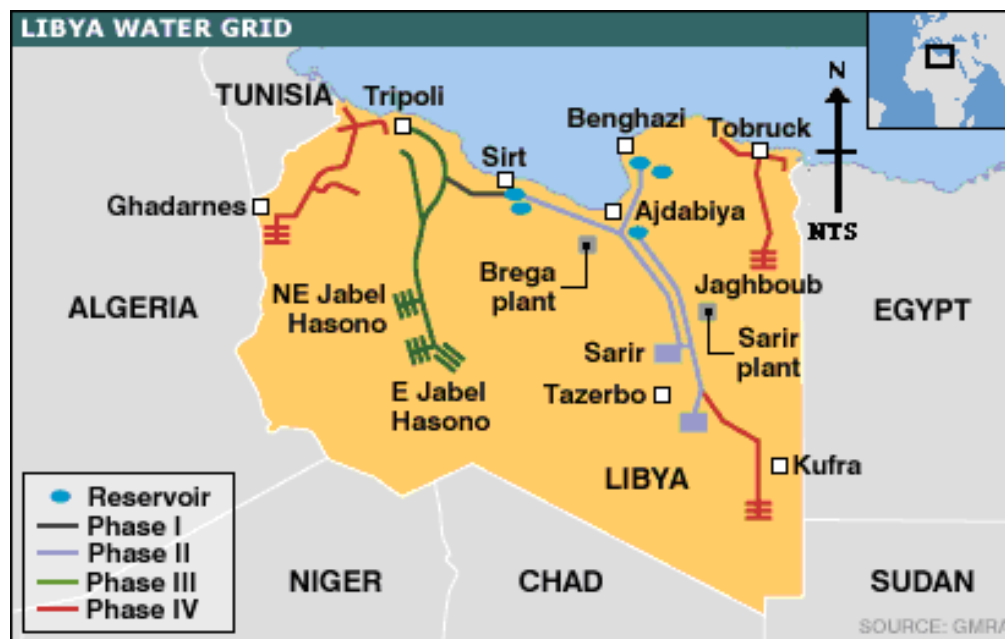 LIBYA WATER GRID
N
TUNISIA
Tripoli
Benghazi
Tobruck
Sirt
Ghadarnes
Ajdabiya
NTS
ALGERIA
NE Jabel
Hasono
Brega
plant
Jaghboub
EGYPT
Sarir
Sarir
plant
E Jabel
Hasono
Tazerbo
LIBYA
Kufra
Reservoir
Phase I
Phase II
Phase III
Phase IV
NIGER
CHAD
SUDAN
SOURCE: GMRA